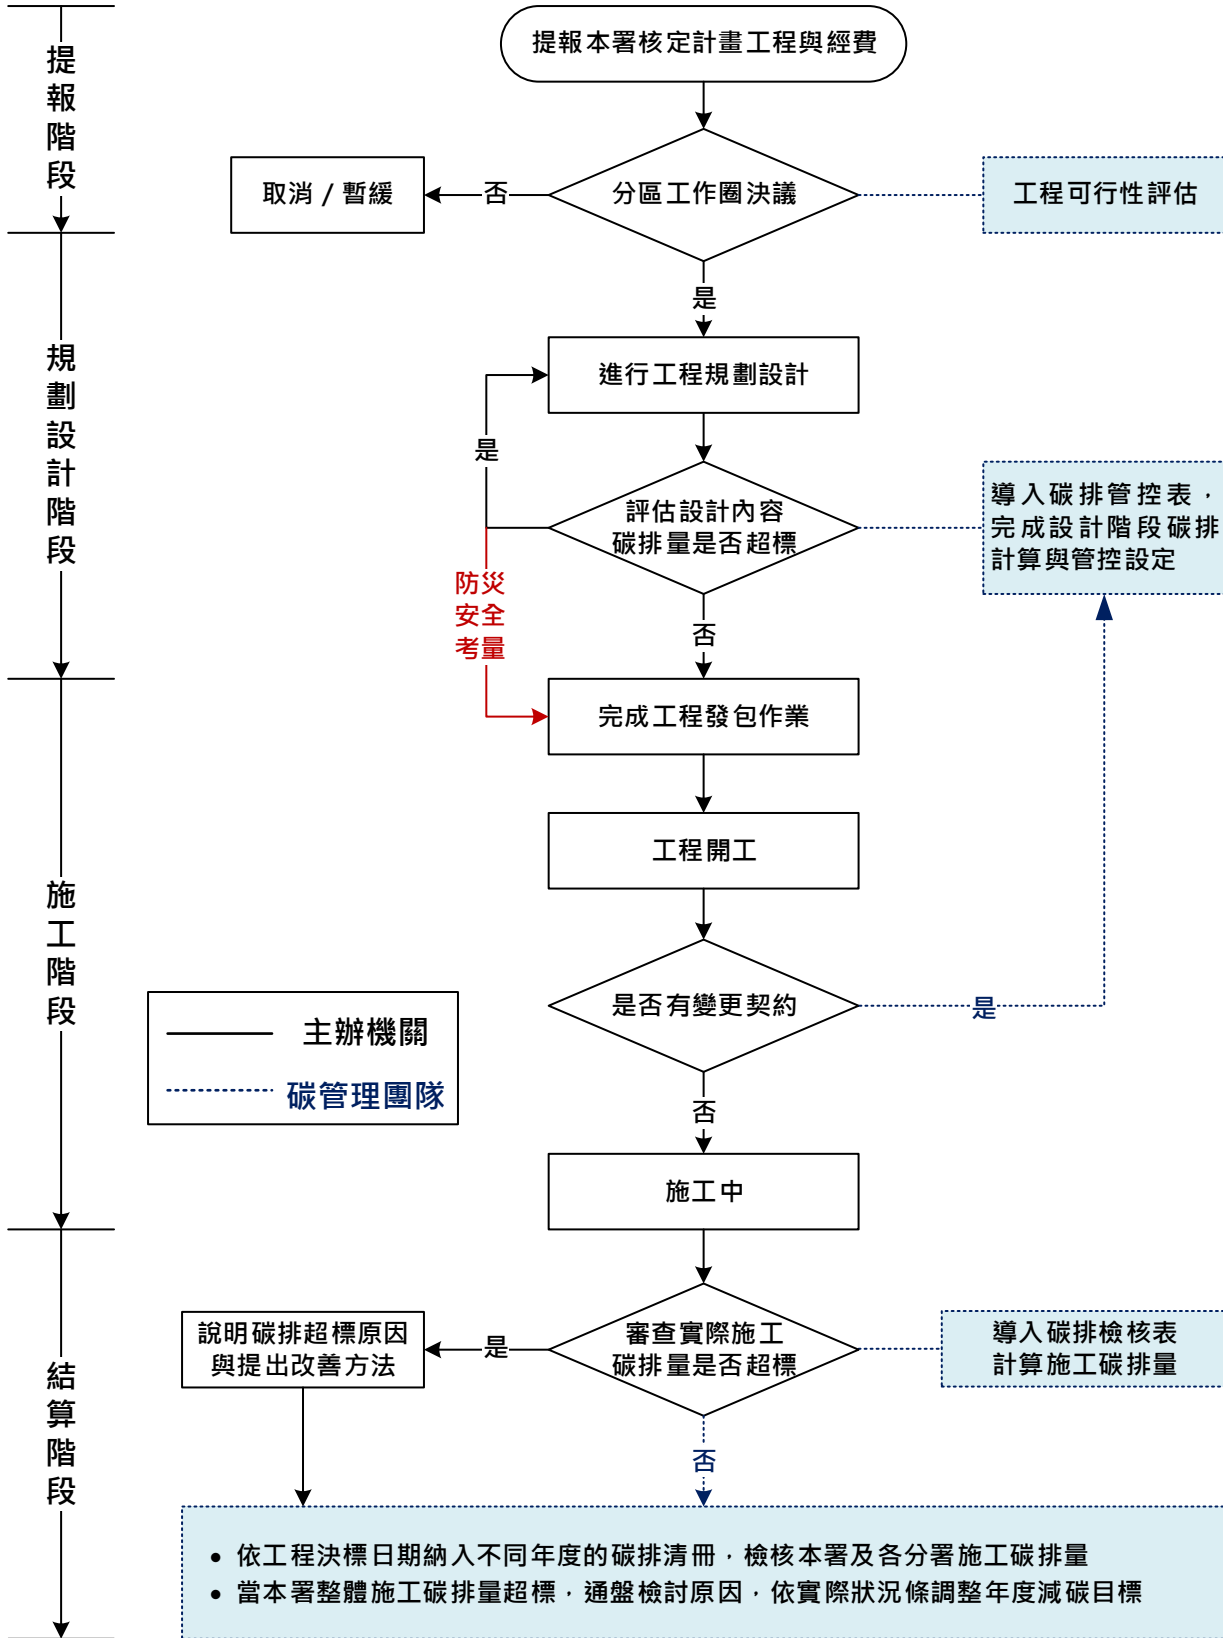 提報階段
提報本署核定計畫工程與經費
分區工作圈決議
否
取消 / 暫緩
工程可行性評估
是
規劃設計階段
進行工程規劃設計
是
評估設計內容
碳排量是否超標
導入碳排管控表，
完成設計階段碳排
計算與管控設定
防災
安全
考量
否
施工階段
完成工程發包作業
工程開工
是否有變更契約
是
主辦機關
碳管理團隊
否
施工中
結算階段
審查實際施工
碳排量是否超標
是
說明碳排超標原因
與提出改善方法
導入碳排檢核表
計算施工碳排量
否
• 依工程決標日期納入不同年度的碳排清冊，檢核本署及各分署施工碳排量
• 當本署整體施工碳排量超標，通盤檢討原因，依實際狀況條調整年度減碳目標